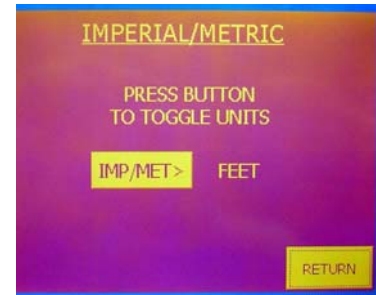 IMPERIAL/METRIC
PRESS BUTTON
TO TOGGLE UNITS
IMP/MET> FEET
RETURN